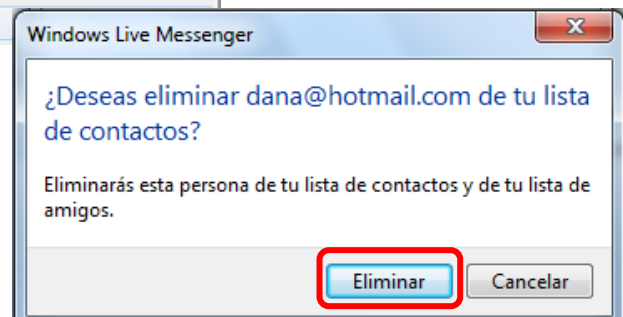 Windows Live Messenger
¿Deseas eliminar dana@hotmail.com de tu lista
de contactos?
Eliminarás esta persona de tu lista de contactos y de tu lista de
amigos.
Eliminar Cancelar